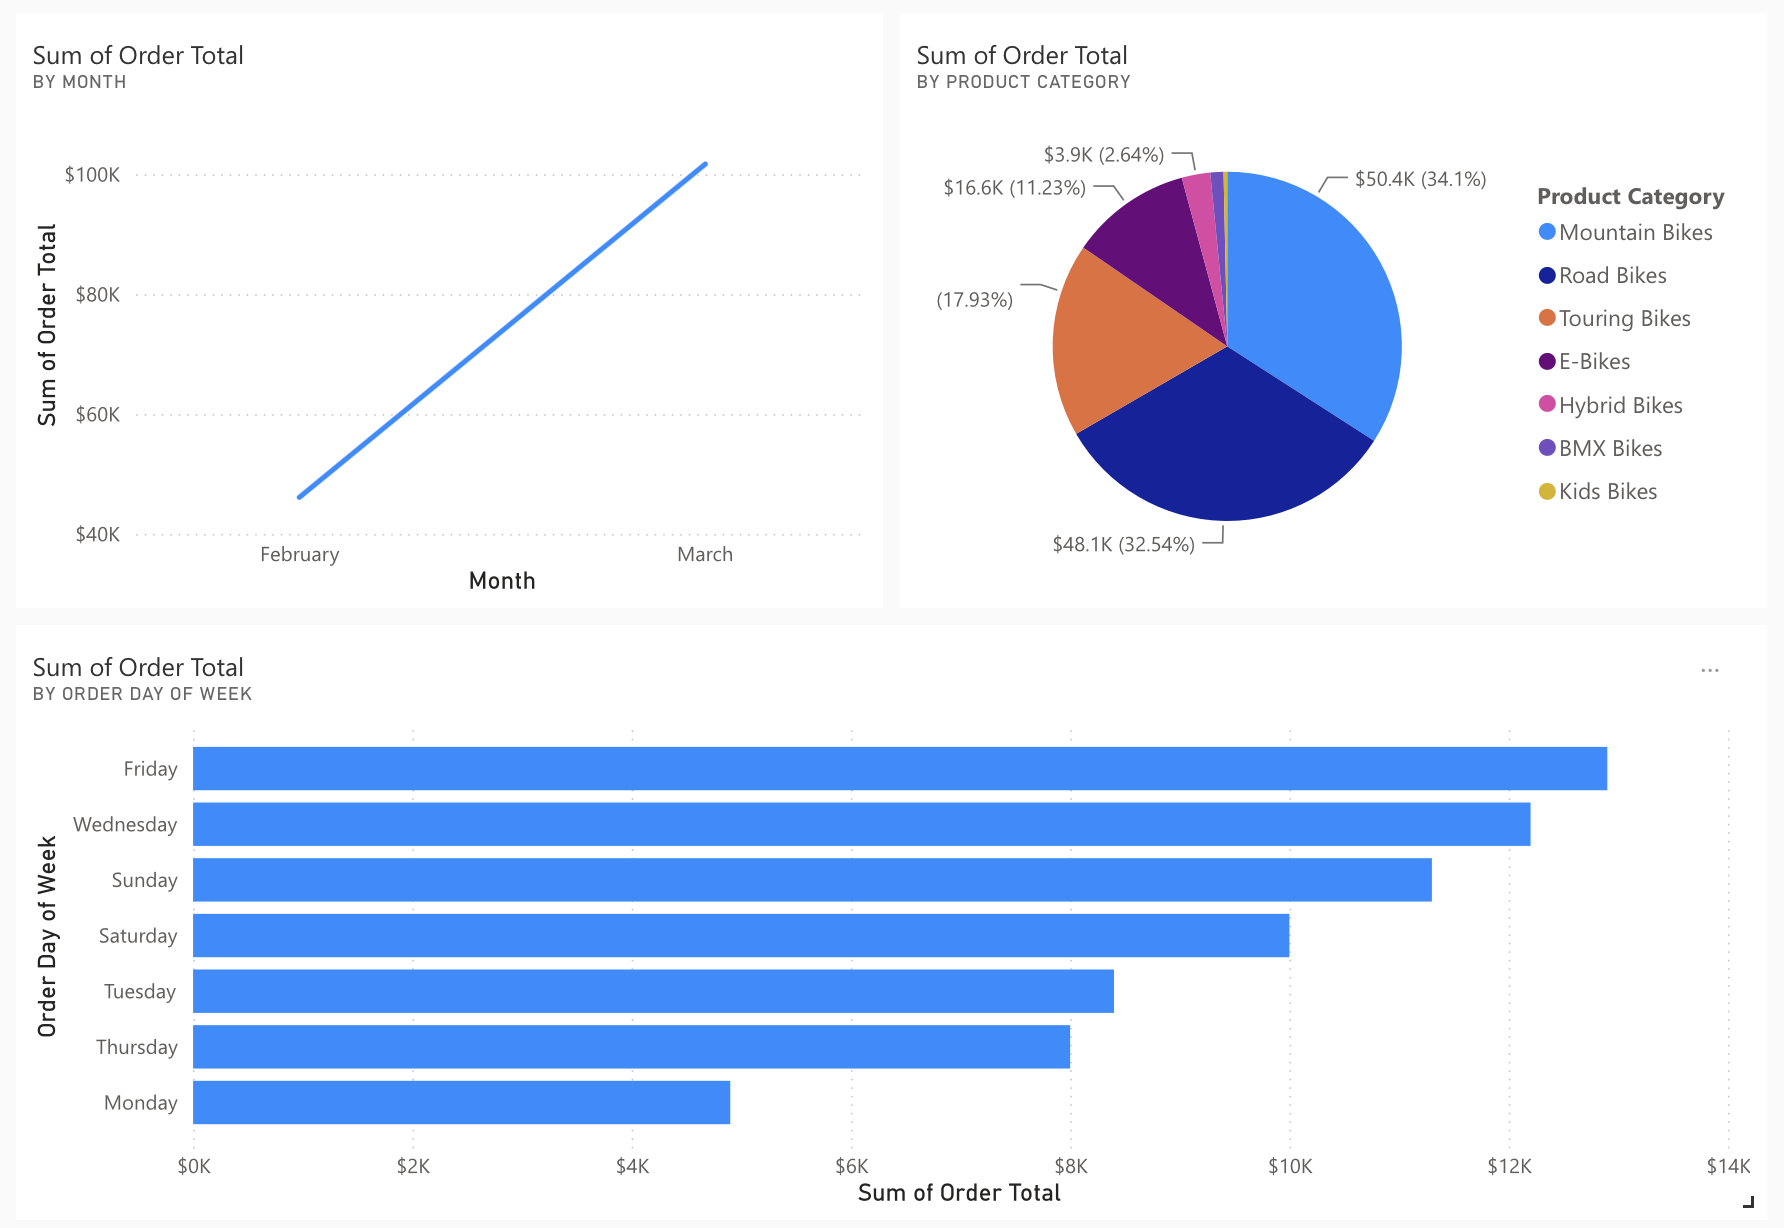 Sum of Order Total
BY MONTH
$100K
$80K
$60K
$40K
Sum of Order Total
February
March
Month
Sum of Order Total
BY PRODUCT CATEGORY
$3.9K (2.64%)
$16.6K (11.23%)
(17.93%)
$50.4K (34.1%)
$48.1K (32.54%)
Product Category
Mountain Bikes
Road Bikes
Touring Bikes
E-Bikes
Hybrid Bikes
BMX Bikes
Kids Bikes
Sum of Order Total
BY ORDER DAY OF WEEK
Order Day of Week
Friday
Wednesday
Sunday
Saturday
Tuesday
Thursday
Monday
$0K
$2K
$4K
$6K
$8K
$10K
$12K
$14K
Sum of Order Total